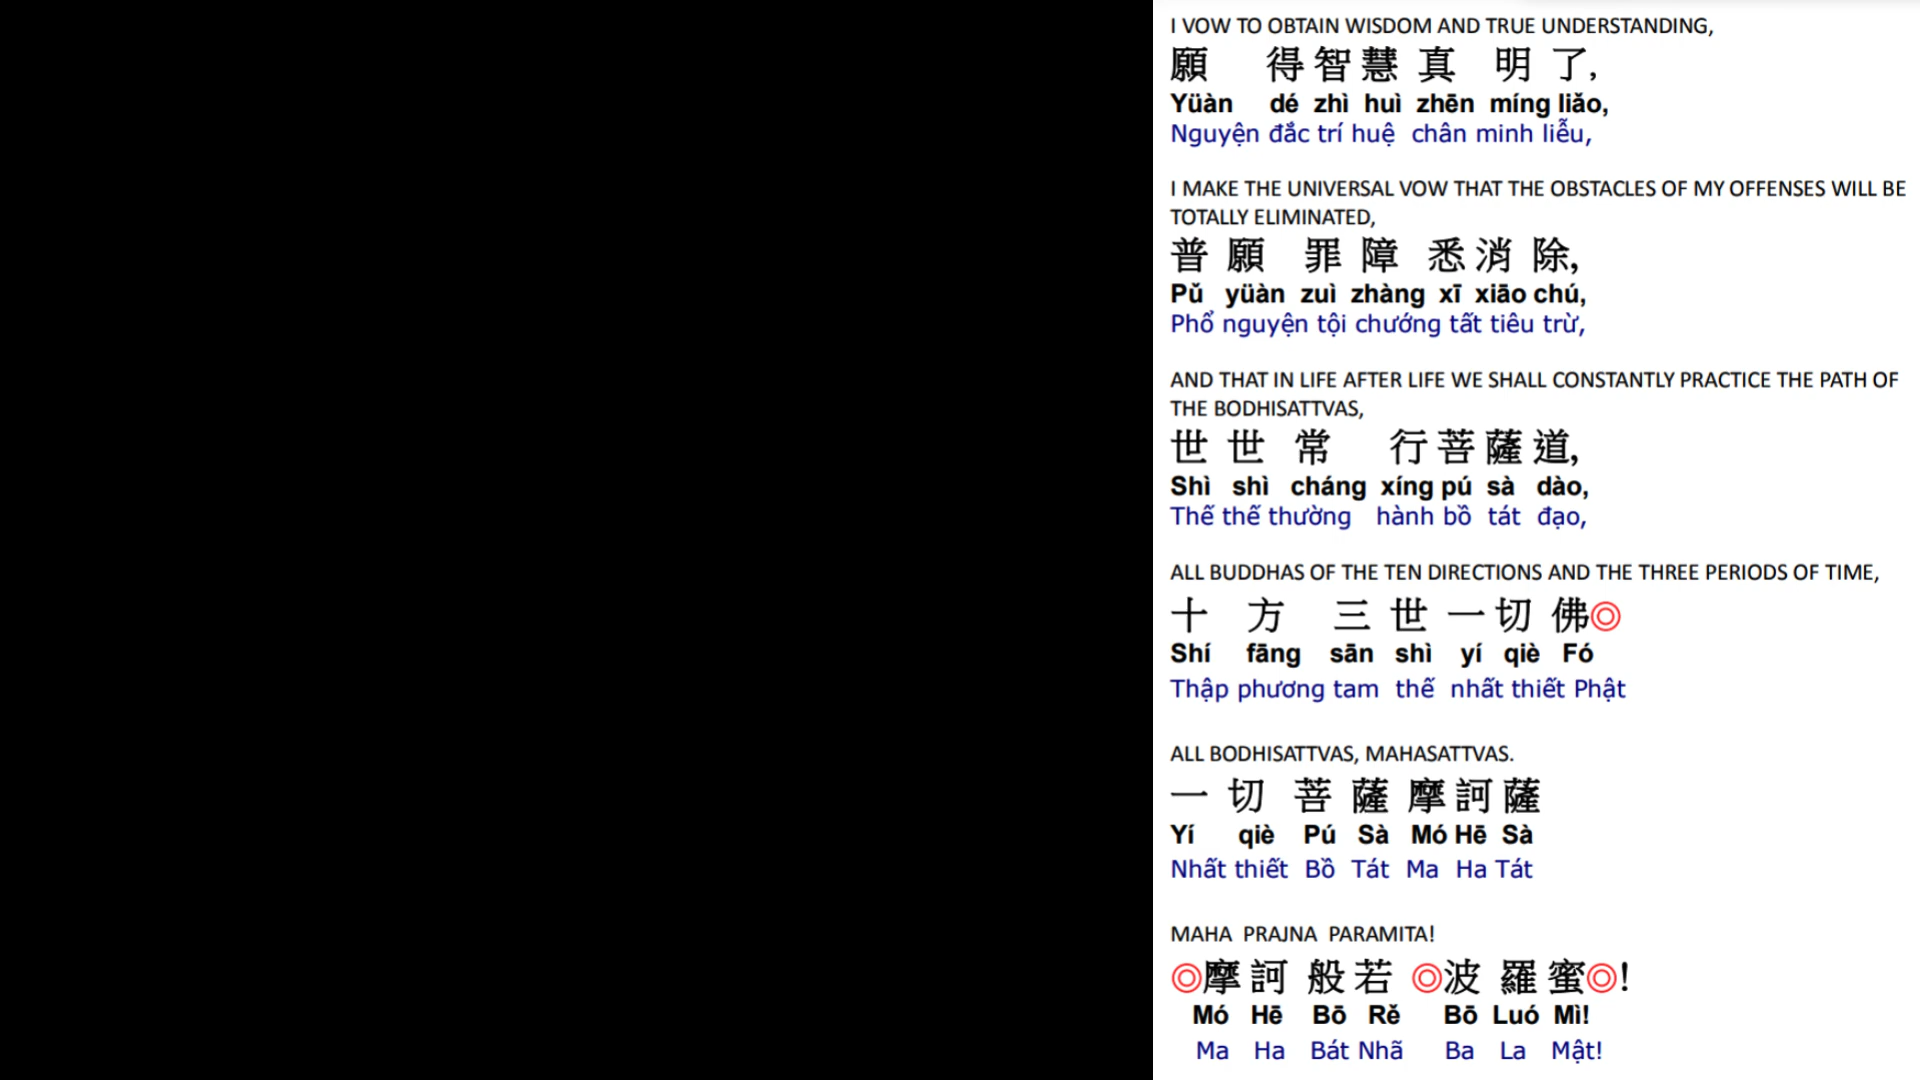 I VOW TO OBTAIN WISDOM AND TRUE UNDERSTANDING,
願 得 智 慧 真 明 了,
Yüàn dé zhì huì zhēn míng liǎo,
Nguyện đắc trí huệ chân minh liễu,
I MAKE THE UNIVERSAL VOW THAT THE OBSTACLES OF MY OFFENSES WILL BE
TOTALLY ELIMINATED,
普 願 罪 障 悉 消 除,
Pǔ yüàn zuì zhàng xī xiāo chú,
Phổ nguyện tội chướng tất tiêu trừ,
AND THAT IN LIFE AFTER LIFE WE SHALL CONSTANTLY PRACTICE THE PATH OF
THE BODHISATTVAS,
世 世 常 行 菩 薩 道,
Shì shì cháng xíng pú sà dào,
Thế thế thường hành bồ tát đạo,
ALL BUDDHAS OF THE TEN DIRECTIONS AND THE THREE PERIODS OF TIME,
十 方 三 世 一 切 佛◎
Shí fāng sān shì yí qiè Fó
Thập phương tam thế nhất thiết Phật
ALL BODHISATTVAS, MAHASATTVAS.
一 切 菩 薩 摩 訶 薩
Yí qiè Pú Sà Mó Hē Sà
Nhất thiết Bồ Tát Ma Ha Tát
MAHA PRAJNA PARAMITA!
◎摩 訶 般 若 ◎波 羅 蜜◎!
Mó Hē Bō Rě Bō Luó Mì!
Ma Ha Bát Nhã Ba La Mật!